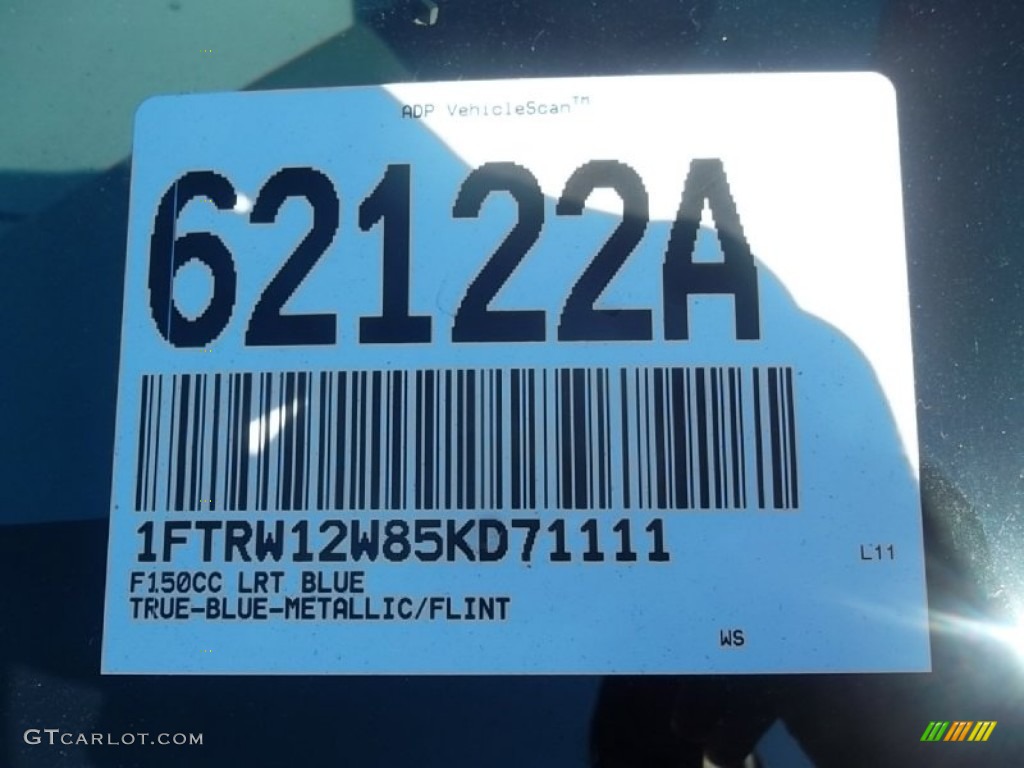 ADP VehicleScan™
62122A
1FTRW12W85KD71111
L11
F150CC LRT BLUE
TRUE-BLUE-METALLIC/FLINT
WS
GTCARLOT.COM